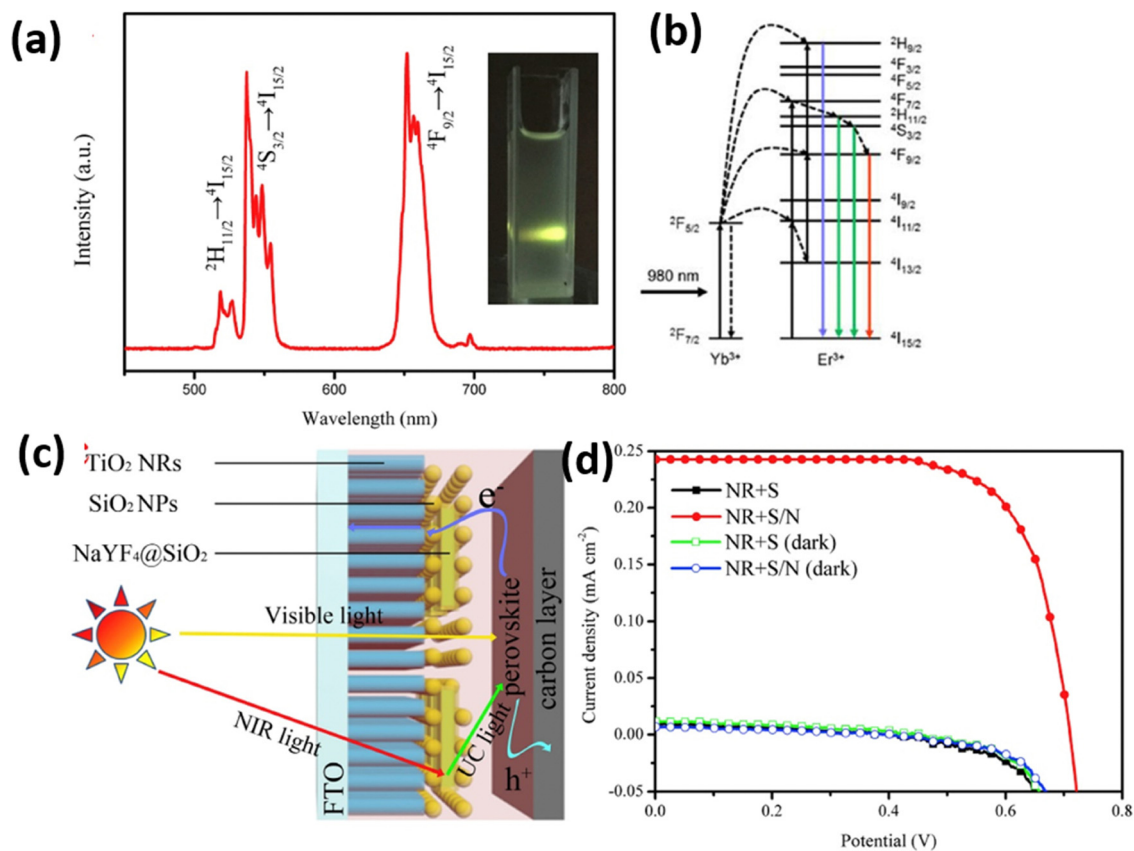 (a)
Intensity (a.u.)
²H₁₁/₂→⁴I₁₅/₂
⁴S₃/₂→⁴I₁₅/₂
⁴F₉/₂→⁴I₁₅/₂
500 600 700 800
Wavelength (nm)
(b)
²H₉/₂
⁴F₃/₂
⁴F₅/₂
⁴F₇/₂
²H₁₁/₂
⁴S₃/₂
⁴F₉/₂
⁴I₉/₂
²F₅/₂
⁴I₁₁/₂
⁴I₁₃/₂
980 nm
²F₇/₂
⁴I₁₅/₂
Yb³⁺ Er³⁺
(c)
TiO₂ NRs
SiO₂ NPs
NaYF₄@SiO₂
e⁻
Visible light
NIR light
UC light
h⁺
FTO
perovskite
carbon layer
(d)
Current density (mA cm⁻²)
0.25
0.20
0.15
0.10
0.05
0.00
-0.05
NR+S
NR+S/N
NR+S (dark)
NR+S/N (dark)
0.0 0.2 0.4 0.6 0.8
Potential (V)